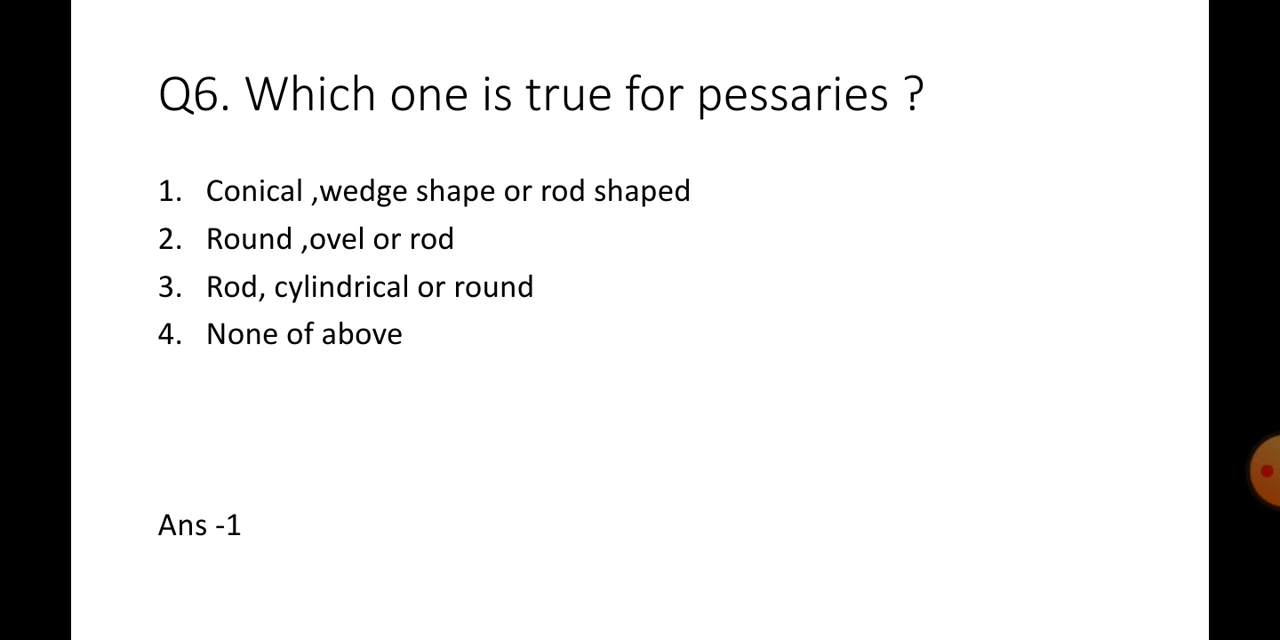 Q6. Which one is true for pessaries ?
1. Conical ,wedge shape or rod shaped
2. Round ,ovel or rod
3. Rod, cylindrical or round
4. None of above
Ans -1